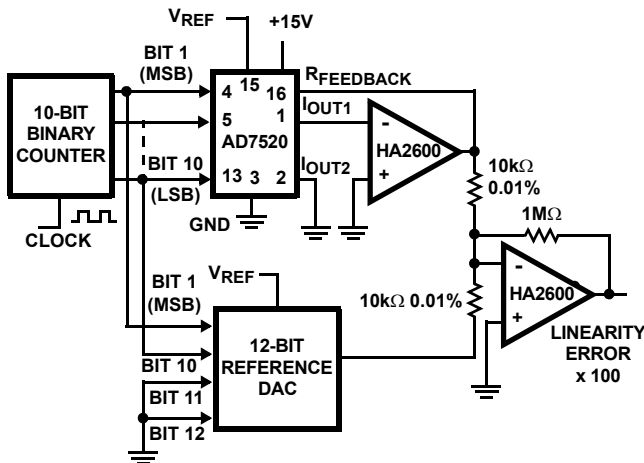 VREF
+15V
BIT 1
(MSB)
RFEEDBACK
15
4
16
IOUT1
10-BIT
BINARY
COUNTER
5
1
AD7520
-
HA2600
+
BIT 10
(LSB)
IOUT2
13
3
2
10kΩ
0.01%
GND
CLOCK
1MΩ
VREF
BIT 1
(MSB)
-
HA2600
+
10kΩ 0.01%
12-BIT
REFERENCE
DAC
LINEARITY
ERROR
x 100
BIT 10
BIT 11
BIT 12